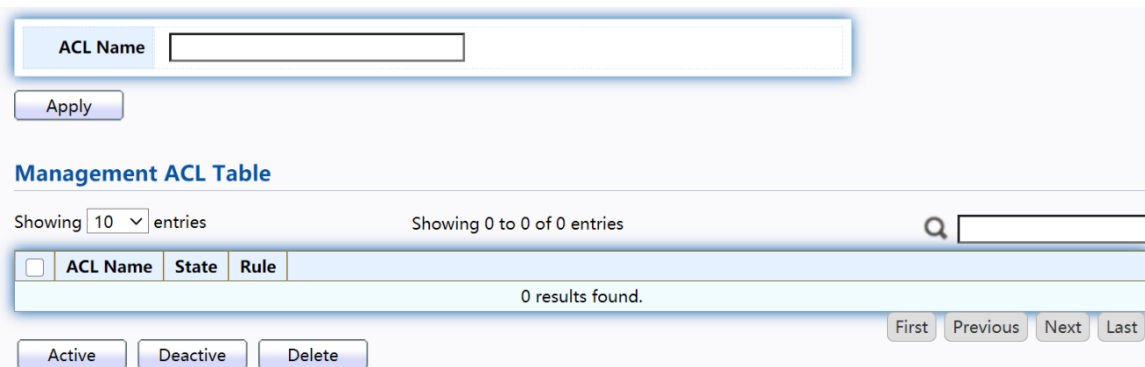 ACL Name
Apply
Management ACL Table
Showing 10 entries Showing 0 to 0 of 0 entries
ACL Name State Rule
0 results found.
First Previous Next Last
Active Deactive Delete